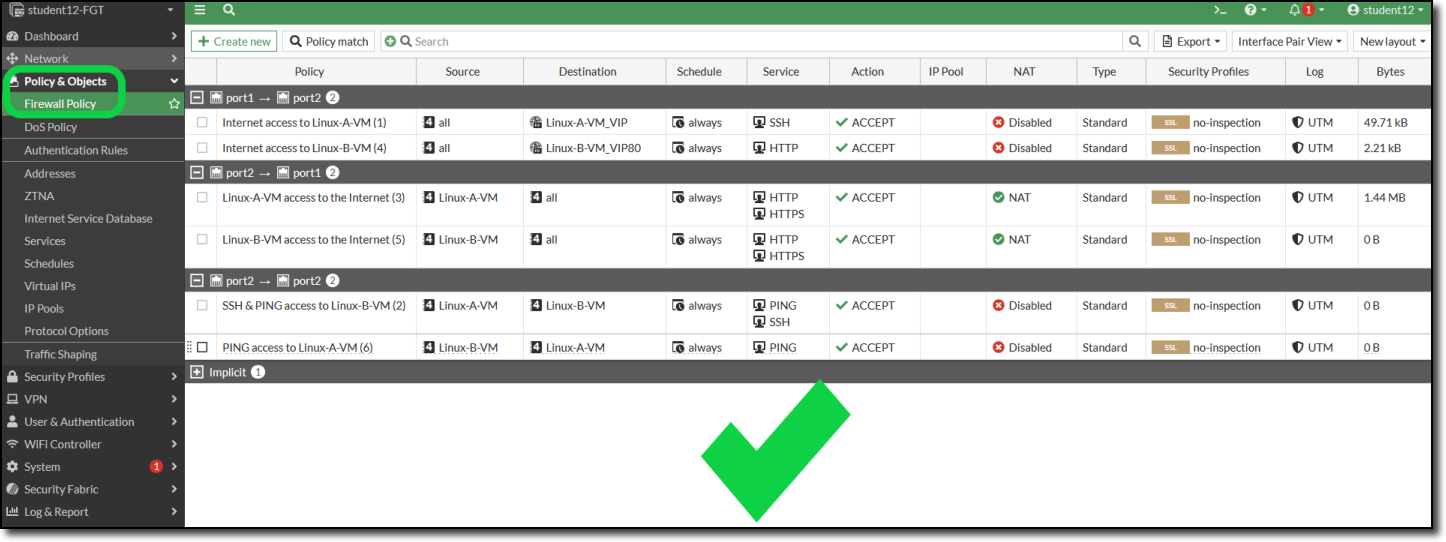 student12-FGT
>_ ? 1 student12
Dashboard
Network
Policy & Objects
Firewall Policy
DoS Policy
Authentication Rules
Addresses
ZTNA
Internet Service Database
Services
Schedules
Virtual IPs
IP Pools
Protocol Options
Traffic Shaping
Security Profiles
VPN
User & Authentication
WiFi Controller
System 1
Security Fabric
Log & Report
+ Create new Policy match Search Export Interface Pair View New layout
Policy Source Destination Schedule Service Action IP Pool NAT Type Security Profiles Log Bytes
port1 → port2 2
Internet access to Linux-A-VM (1) 4 all Linux-A-VM_VIP always SSH ACCEPT Disabled Standard SSL no-inspection UTM 49.71 kB
Internet access to Linux-B-VM (4) 4 all Linux-B-VM_VIP80 always HTTP ACCEPT Disabled Standard SSL no-inspection UTM 2.21 kB
port2 → port1 2
Linux-A-VM access to the Internet (3) 4 Linux-A-VM 4 all always HTTP ACCEPT NAT Standard SSL no-inspection UTM 1.44 MB
HTTPS
Linux-B-VM access to the Internet (5) 4 Linux-B-VM 4 all always HTTP ACCEPT NAT Standard SSL no-inspection UTM 0 B
HTTPS
port2 → port2 2
SSH & PING access to Linux-B-VM (2) 4 Linux-A-VM 4 Linux-B-VM always PING ACCEPT Disabled Standard SSL no-inspection UTM 0 B
SSH
PING access to Linux-A-VM (6) 4 Linux-B-VM 4 Linux-A-VM always PING ACCEPT Disabled Standard SSL no-inspection UTM 0 B
Implicit 1